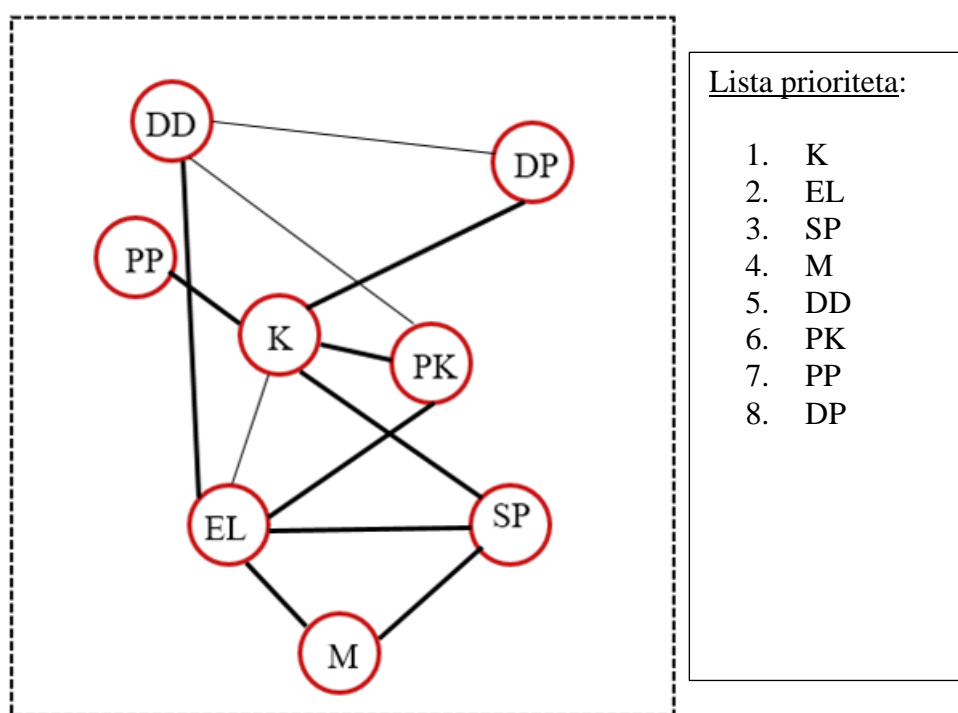 DD
DP
PP
K
PK
EL
SP
M
Lista prioriteta:
1. K
2. EL
3. SP
4. M
5. DD
6. PK
7. PP
8. DP